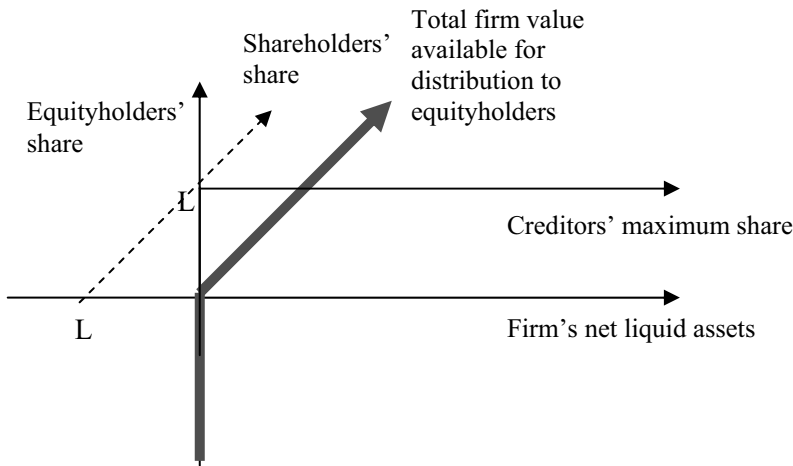 Total firm value
available for
distribution to
equityholders
Shareholders’
share
Equityholders’
share
L
Creditors’ maximum share
L
Firm’s net liquid assets